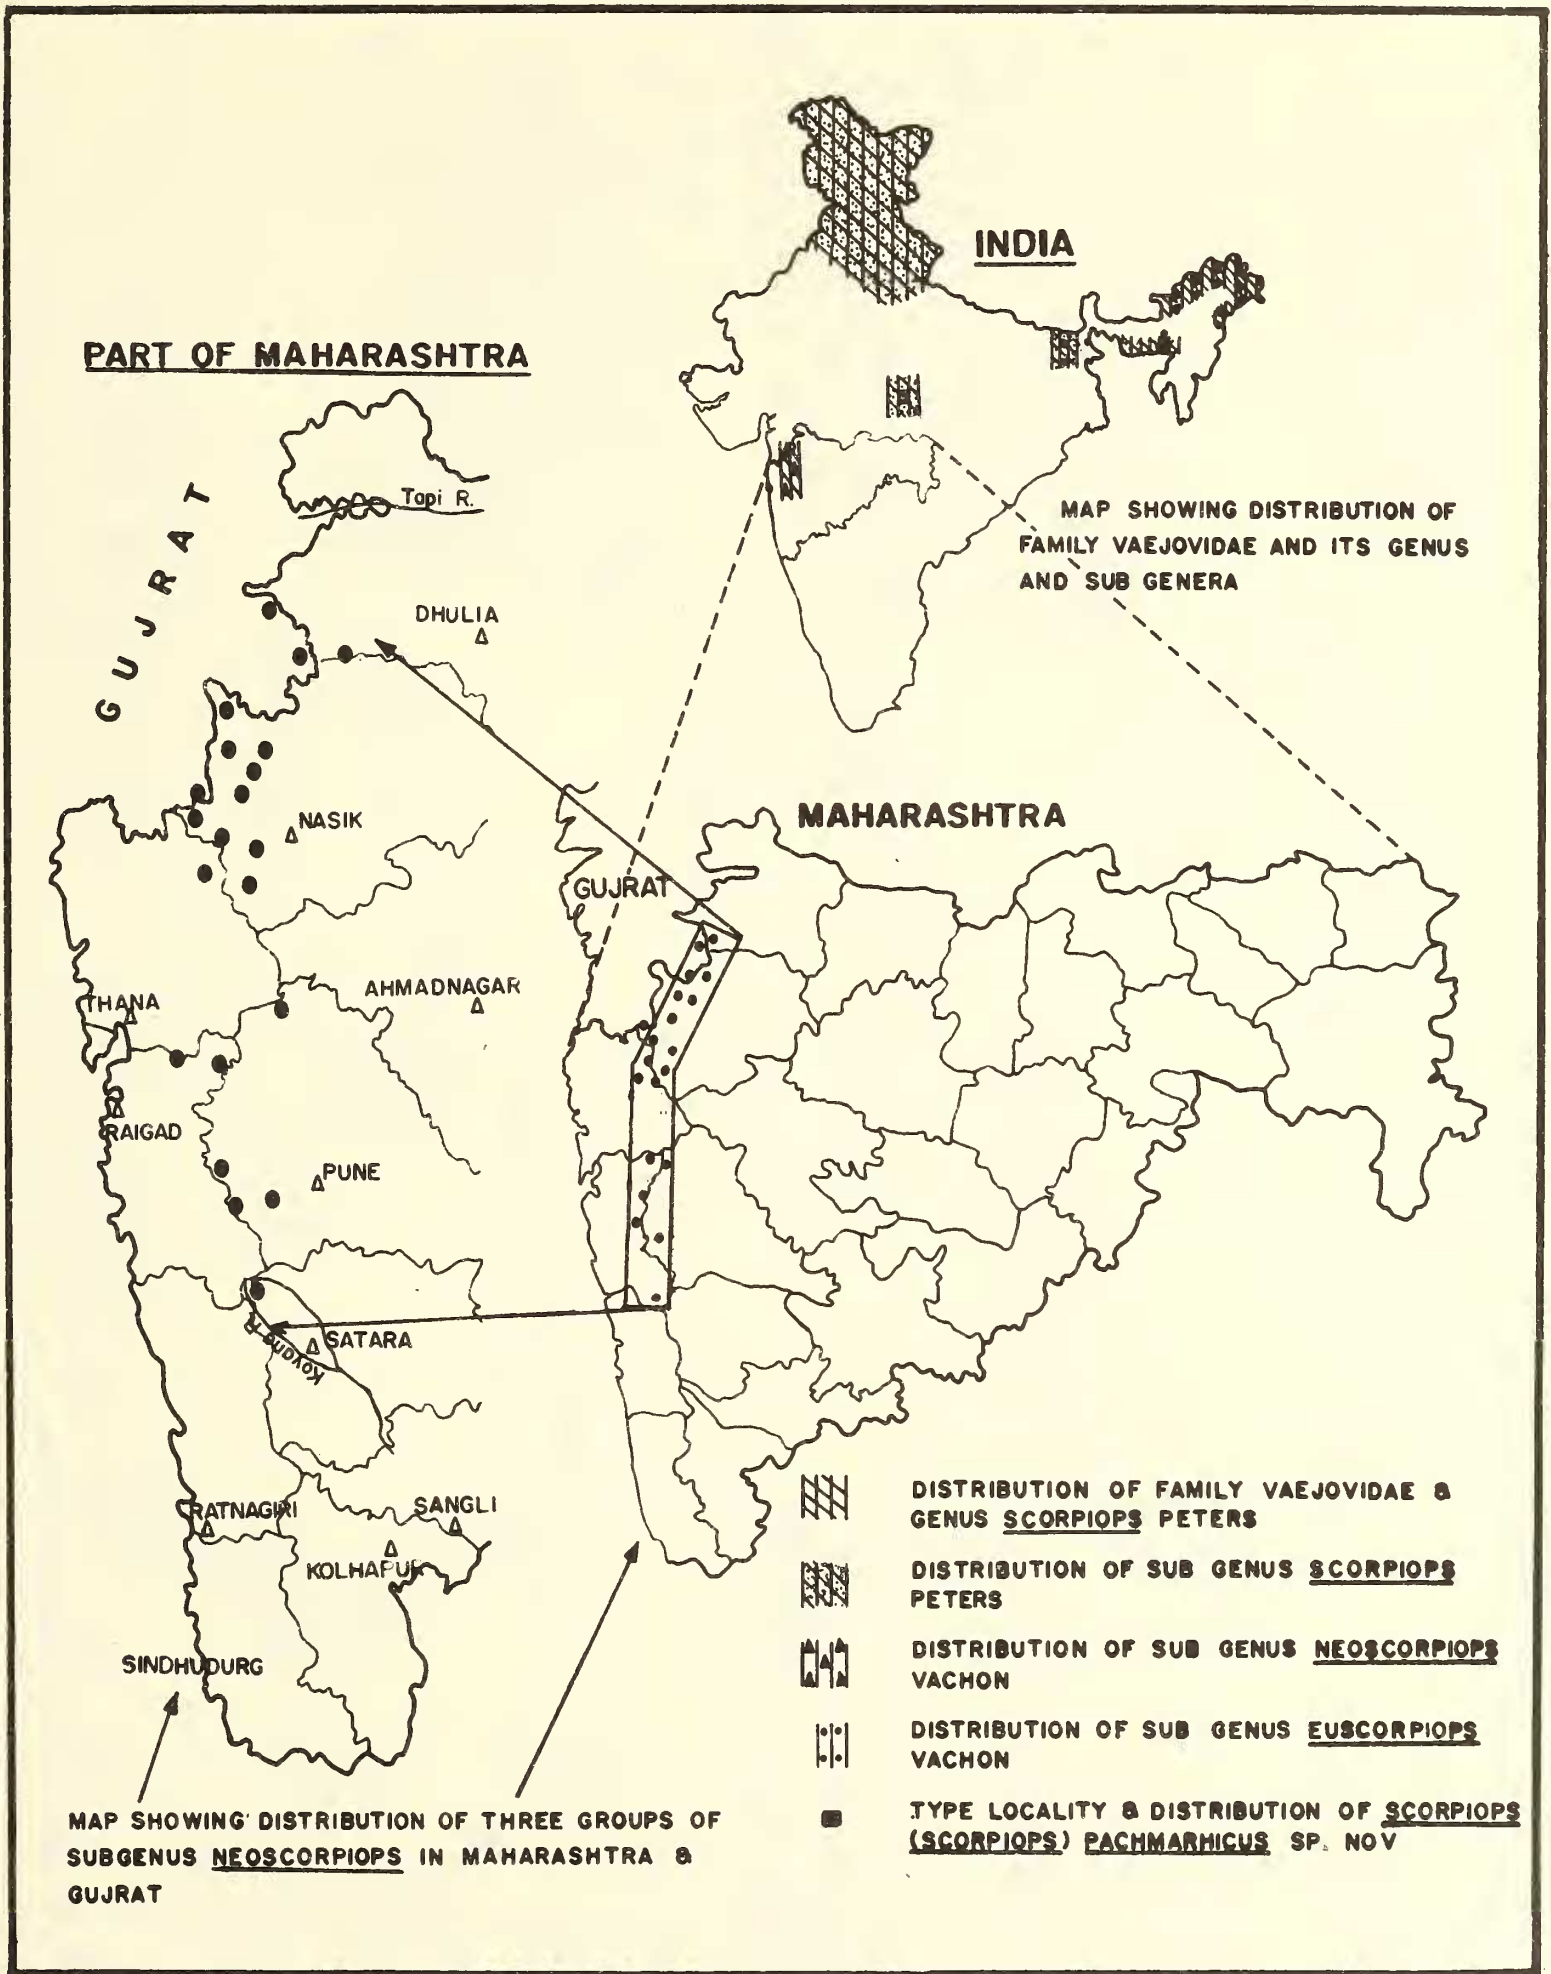 INDIA
PART OF MAHARASHTRA
GUJRAT
Tapi R.
MAP SHOWING DISTRIBUTION OF
FAMILY VAEJOVIDAE AND ITS GENUS
AND SUB GENERA
DHULIA
NASIK
MAHARASHTRA
GUJRAT
THANA
AHMADNAGAR
RAIGAD
PUNE
SATARA
Koyana R.
RATNAGIRI
SANGLI
KOLHAPUR
SINDHUDURG
DISTRIBUTION OF FAMILY VAEJOVIDAE &
GENUS SCORPIOPS PETERS
DISTRIBUTION OF SUB GENUS SCORPIOPS
PETERS
DISTRIBUTION OF SUB GENUS NEOSCORPIOPS
VACHON
DISTRIBUTION OF SUB GENUS EUSCORPIOPS
VACHON
TYPE LOCALITY & DISTRIBUTION OF SCORPIOPS
(SCORPIOPS) PACHMARHICUS SP. NOV
MAP SHOWING DISTRIBUTION OF THREE GROUPS OF
SUBGENUS NEOSCORPIOPS IN MAHARASHTRA &
GUJRAT